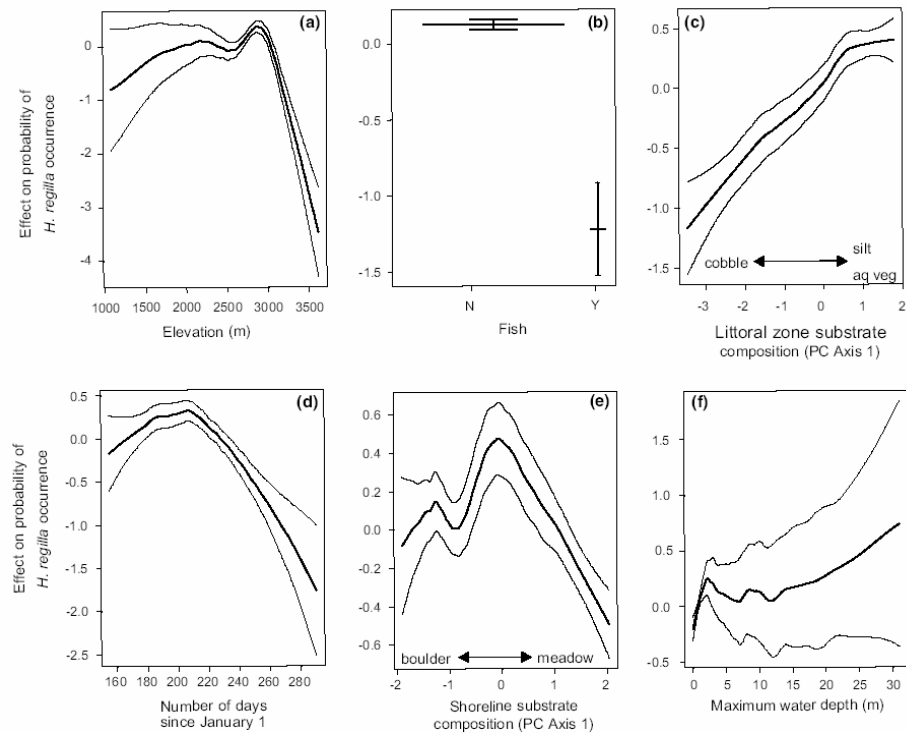 Effect on probability of
H. regilla occurrence
(a)
0
-1
-2
-3
-4
1000 1500 2000 2500 3000 3500
Elevation (m)
(b)
0.0
-0.5
-1.0
-1.5
N Y
Fish
(c)
0.5
0.0
-0.5
-1.0
-1.5
cobble
silt
aq veg
-3 -2 -1 0 1 2
Littoral zone substrate
composition (PC Axis 1)
Effect on probability of
H. regilla occurrence
(d)
0.5
0.0
-0.5
-1.0
-1.5
-2.0
-2.5
160 180 200 220 240 260 280
Number of days
since January 1
(e)
0.6
0.4
0.2
0.0
-0.2
-0.4
-0.6
boulder meadow
-2 -1 0 1 2
Shoreline substrate
composition (PC Axis 1)
(f)
1.5
1.0
0.5
0.0
-0.5
0 5 10 15 20 25 30
Maximum water depth (m)